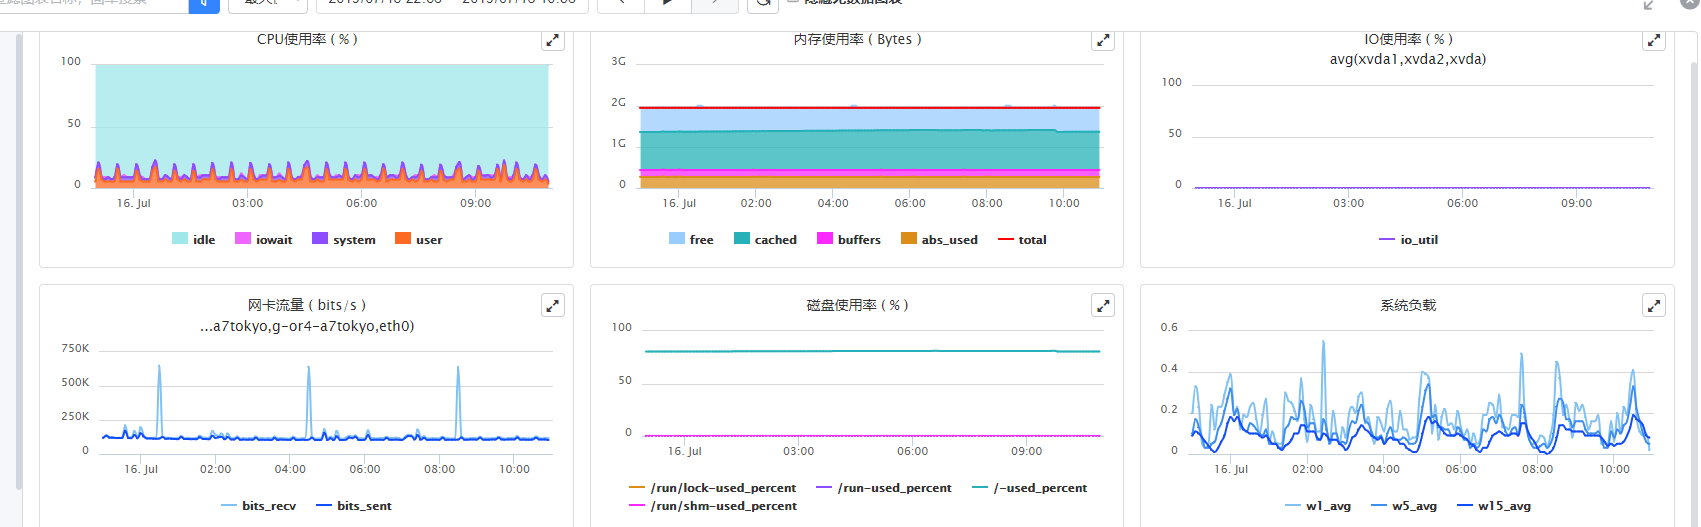 CPU使用率 ( % )
100
50
0
16. Jul
03:00
06:00
09:00
idle
iowait
system
user
内存使用率 ( Bytes )
3G
2G
1G
0
16. Jul
02:00
04:00
06:00
08:00
10:00
free
cached
buffers
abs_used
total
IO使用率 ( % )
avg(xvda1,xvda2,xvda)
100
50
0
16. Jul
03:00
06:00
09:00
io_util
网卡流量 ( bits/s )
...a7tokyo,g-or4-a7tokyo,eth0)
750K
500K
250K
0
16. Jul
02:00
04:00
06:00
08:00
10:00
bits_recv
bits_sent
磁盘使用率 ( % )
100
50
0
16. Jul
03:00
06:00
09:00
/run/lock-used_percent
/run-used_percent
/-used_percent
/run/shm-used_percent
系统负载
0.6
0.4
0.2
0
16. Jul
02:00
04:00
06:00
08:00
10:00
w1_avg
w5_avg
w15_avg